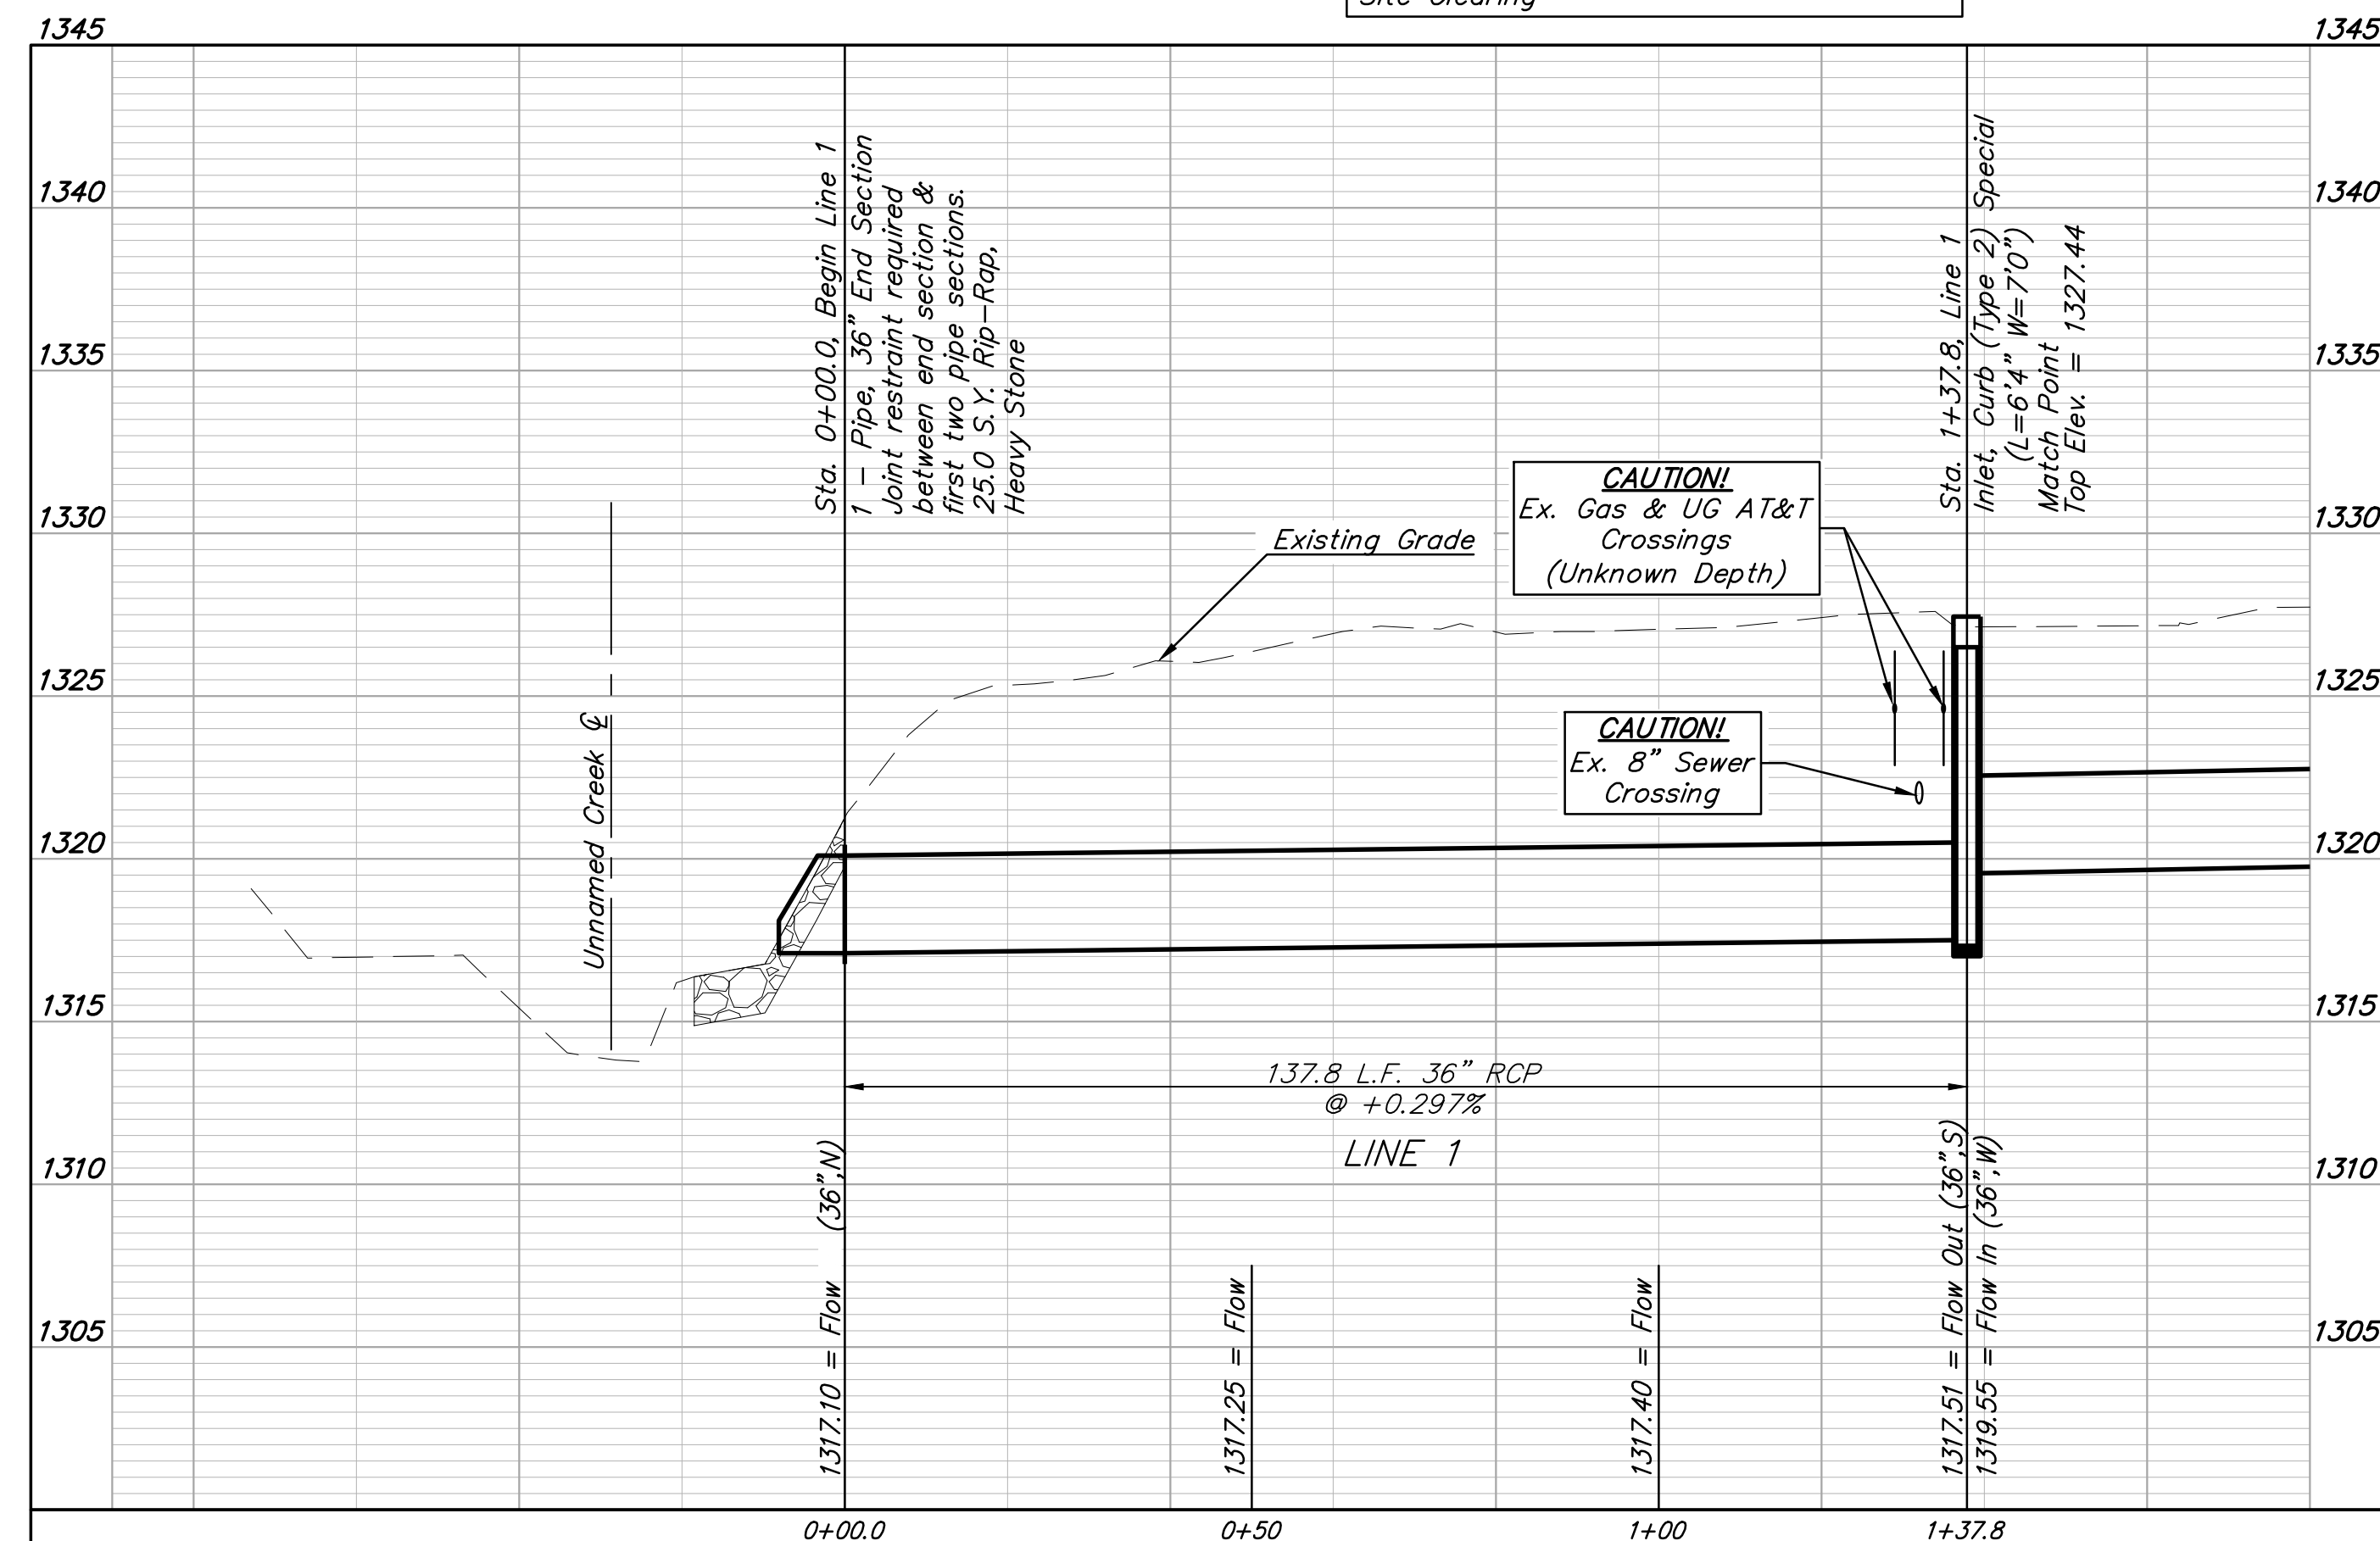 Site Clearing
1345
1345
1340
1340
1335
1335
1330
1330
1325
1325
1320
1320
1315
1315
1310
1310
1305
1305
Unnamed Creek ℄
Sta. 0+00.0, Begin Line 1
1 - Pipe, 36" End Section
Joint restraint required
between end section &
first two pipe sections.
25.0 S.Y. Rip-Rap,
Heavy Stone
Existing Grade
CAUTION!
Ex. Gas & UG AT&T
Crossings
(Unknown Depth)
CAUTION!
Ex. 8" Sewer
Crossing
Sta. 1+37.8, Line 1
Inlet, Curb (Type 2) Special
(L=6'4" W=7'0")
Match Point
Top Elev. = 1327.44
137.8 L.F. 36" RCP
@ +0.297%
LINE 1
1317.10 = Flow (36",N)
1317.25 = Flow
1317.40 = Flow
1317.51 = Flow Out (36",S)
1319.55 = Flow In (36",W)
0+00.0
0+50
1+00
1+37.8